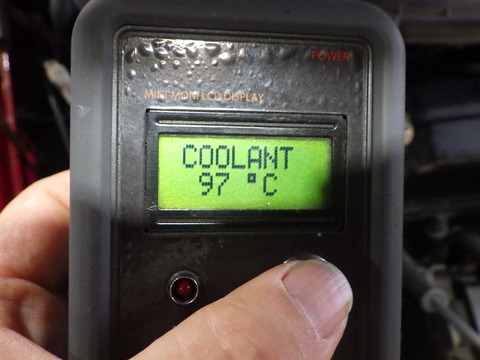 POWER
MINI-MONI LCD DISPLAY
COOLANT
97 °C